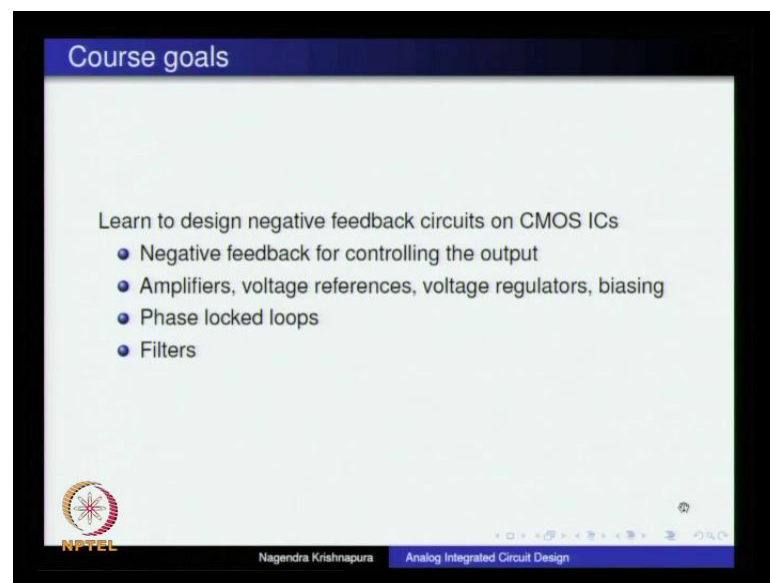 Course goals
Learn to design negative feedback circuits on CMOS ICs
Negative feedback for controlling the output
Amplifiers, voltage references, voltage regulators, biasing
Phase locked loops
Filters
NPTEL
Nagendra Krishnapura Analog Integrated Circuit Design